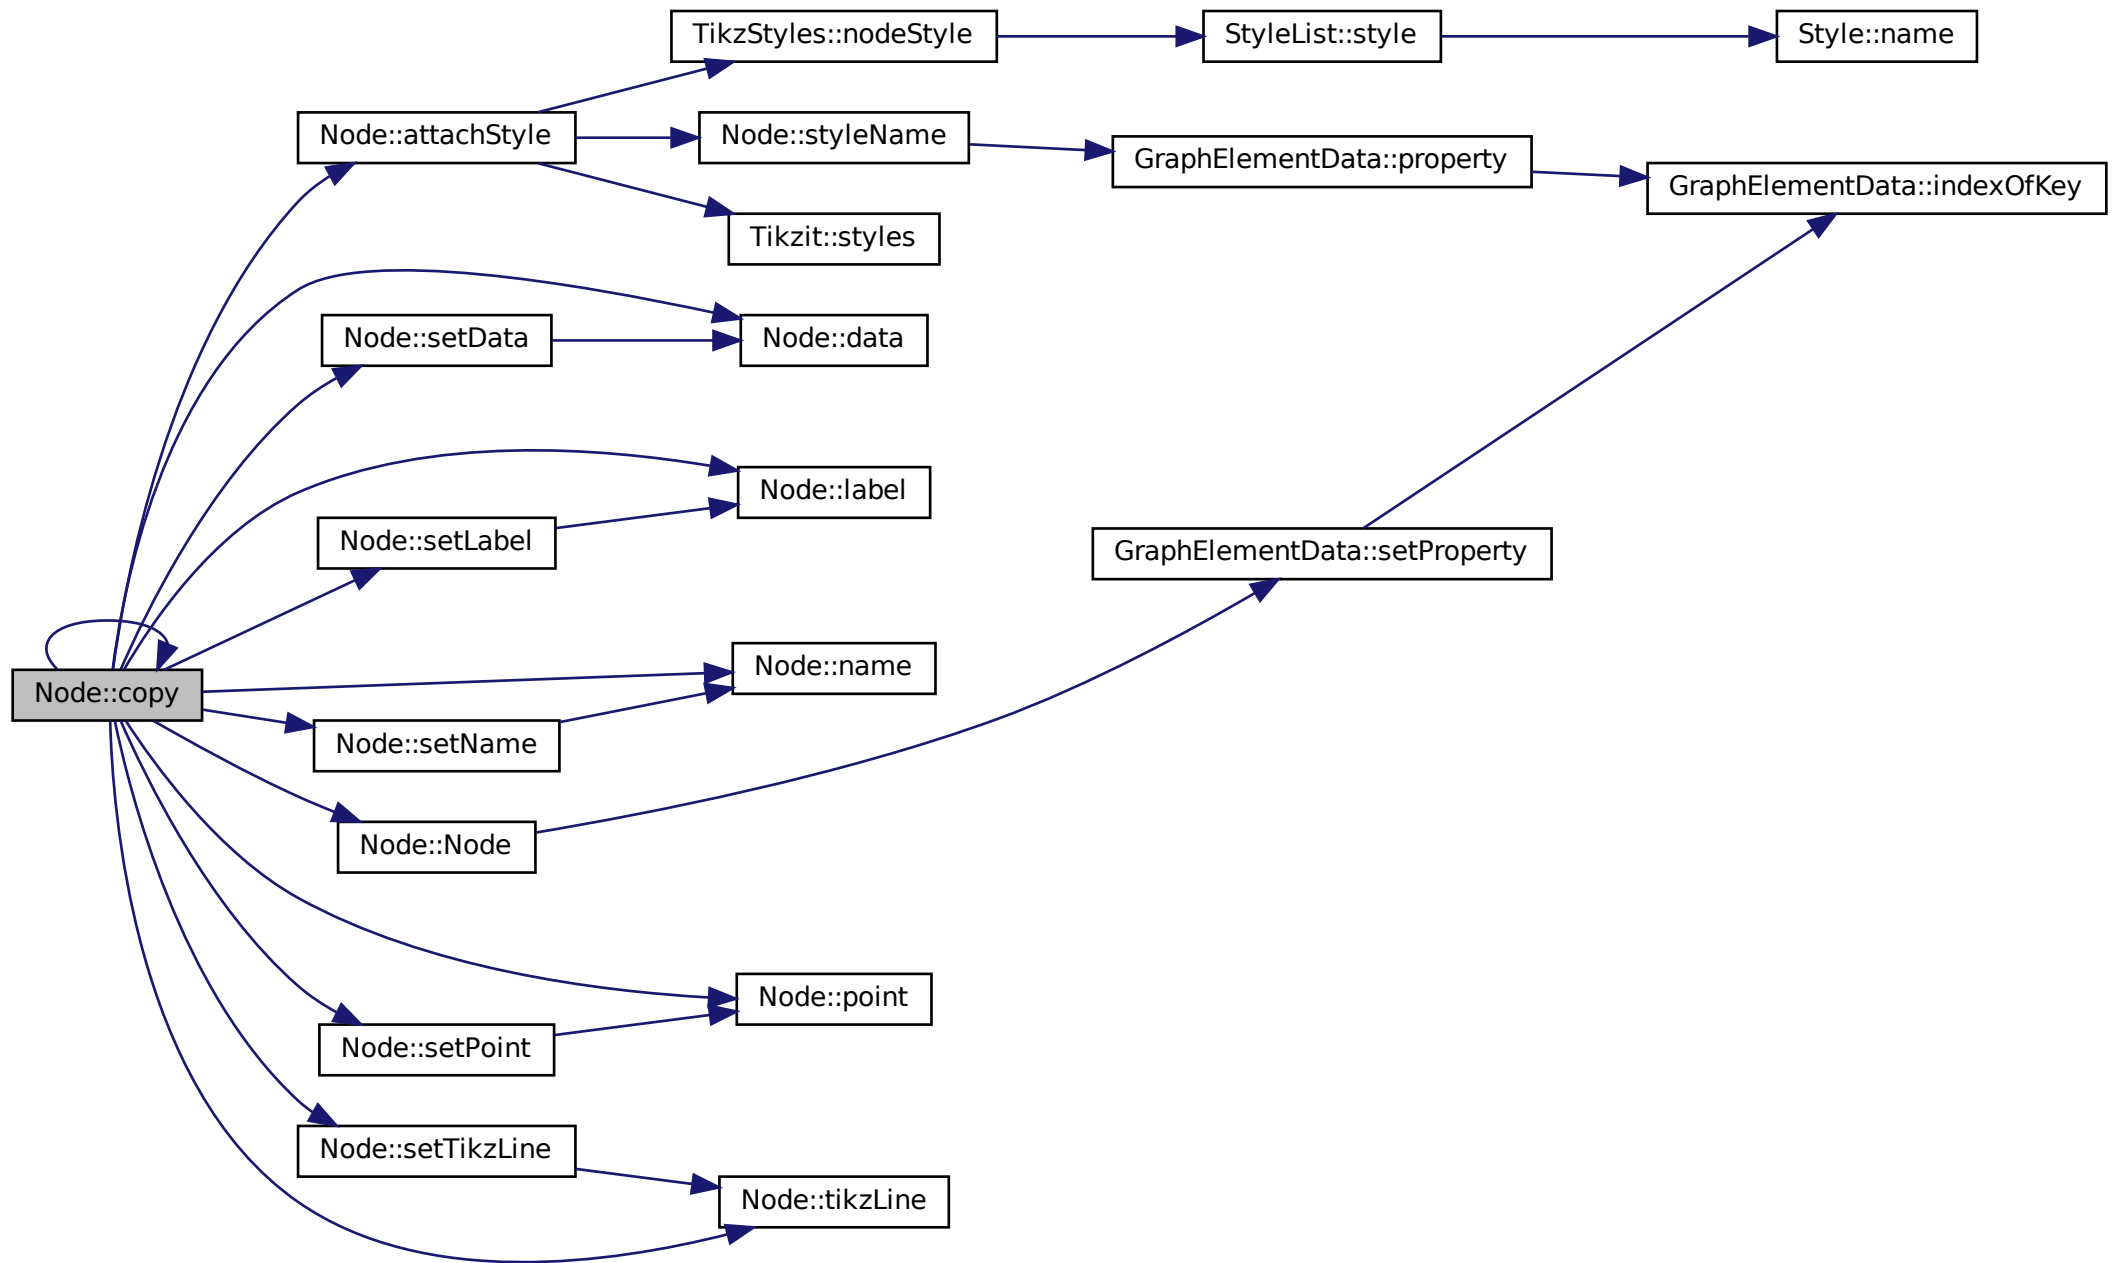 TikzStyles::nodeStyle
StyleList::style
Style::name
Node::attachStyle
Node::styleName
GraphElementData::property
GraphElementData::indexOfKey
Tikzit::styles
Node::setData
Node::data
Node::label
Node::setLabel
GraphElementData::setProperty
Node::name
Node::copy
Node::setName
Node::Node
Node::point
Node::setPoint
Node::setTikzLine
Node::tikzLine